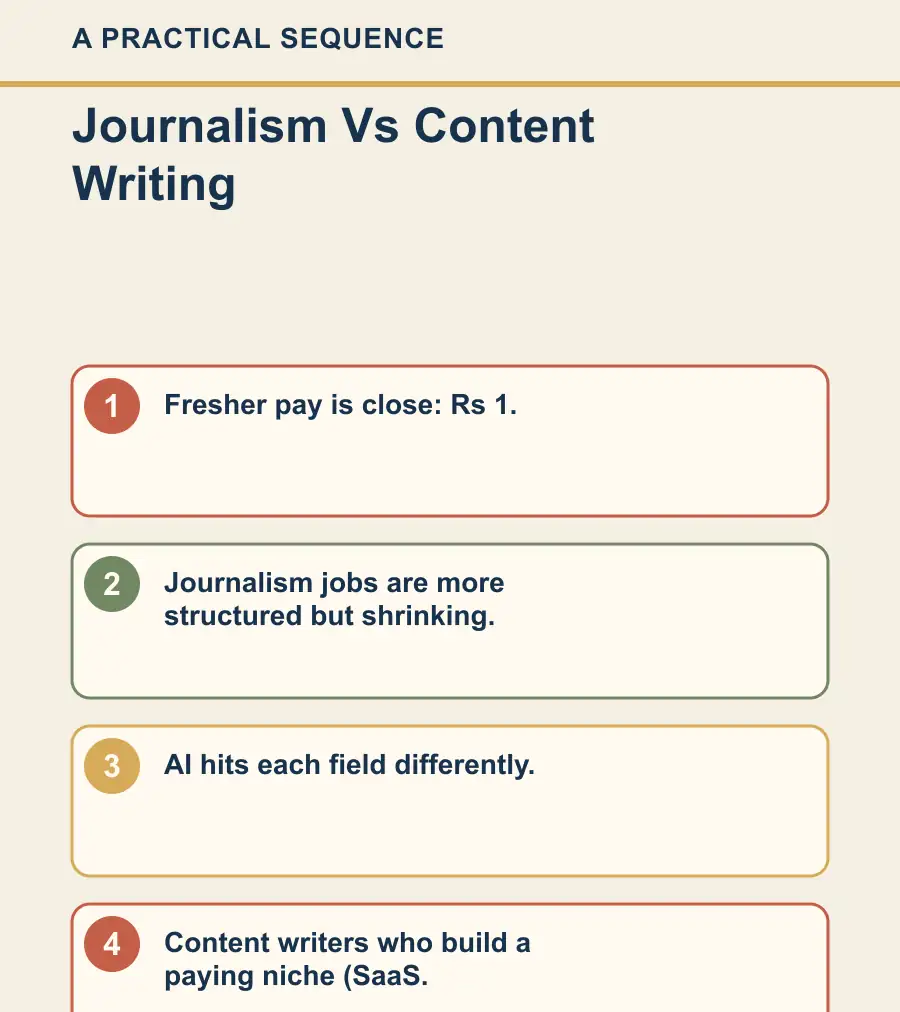 A PRACTICAL SEQUENCE
Journalism Vs Content
Writing
1
Fresher pay is close: Rs 1.
2
Journalism jobs are more
structured but shrinking.
3
AI hits each field differently.
4
Content writers who build a
paying niche (SaaS.